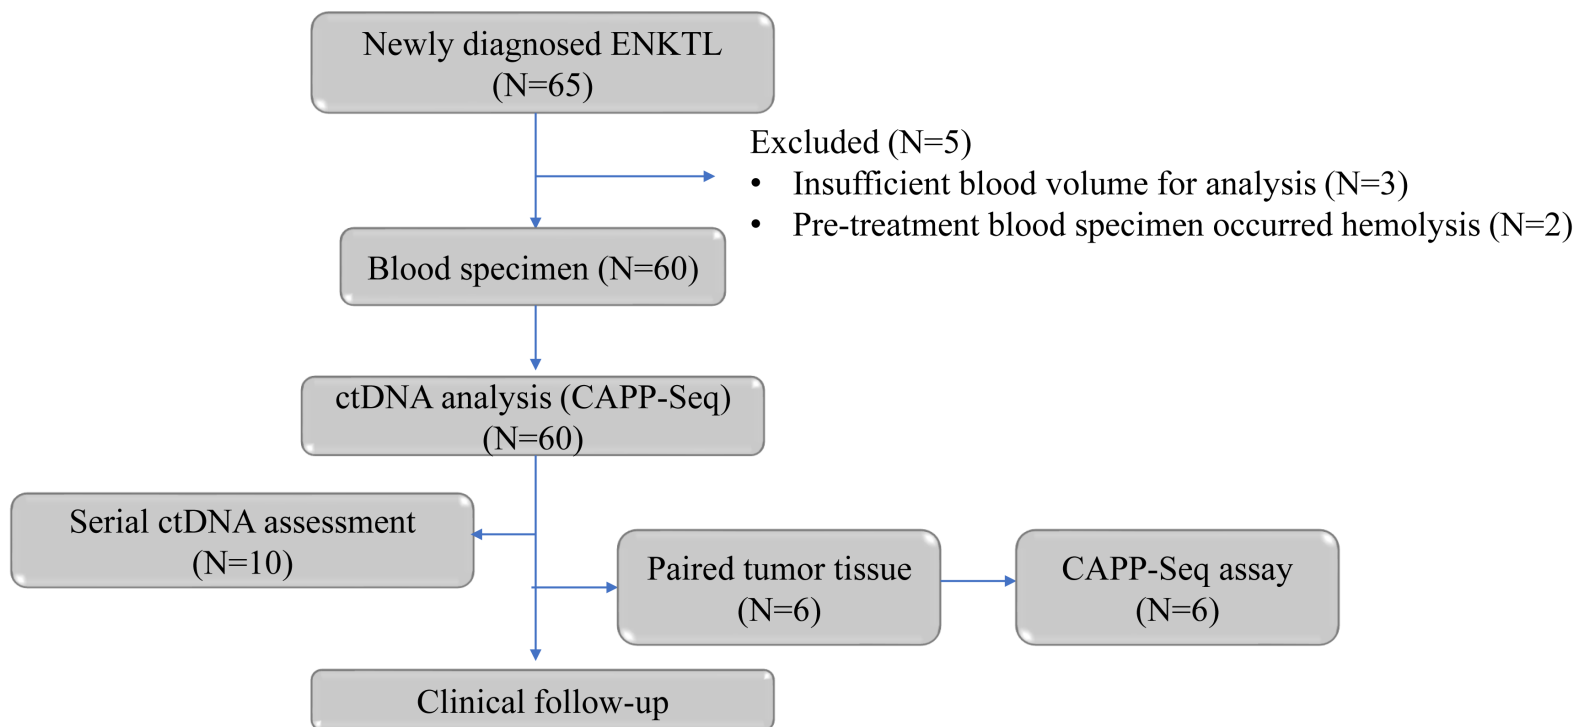 Newly diagnosed ENKTL
(N=65)
Excluded (N=5)
• Insufficient blood volume for analysis (N=3)
• Pre-treatment blood specimen occurred hemolysis (N=2)
Blood specimen (N=60)
ctDNA analysis (CAPP-Seq)
(N=60)
Serial ctDNA assessment
(N=10)
Paired tumor tissue
(N=6)
CAPP-Seq assay
(N=6)
Clinical follow-up